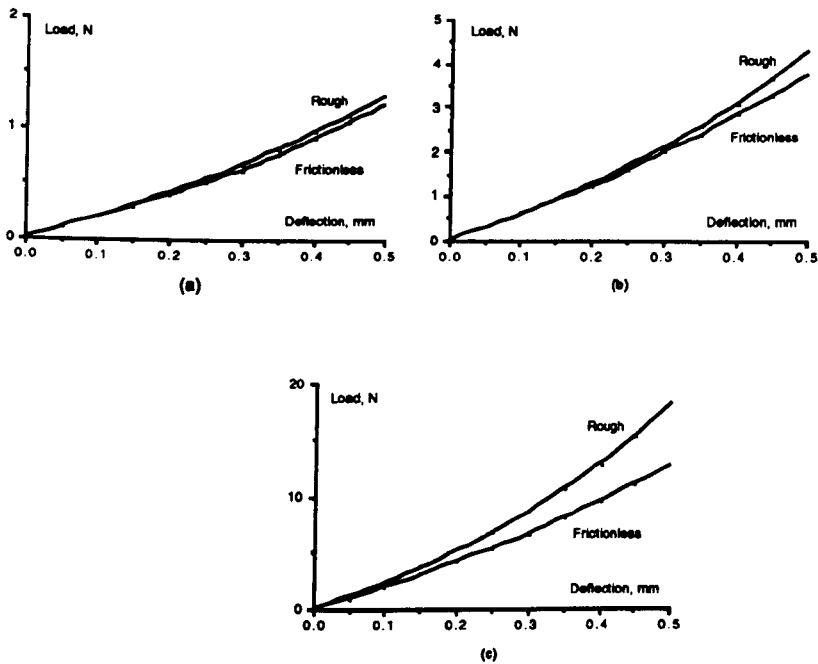 2
Load, N
Rough
1
Frictionless
Deflection, mm
0
0.0 0.1 0.2 0.3 0.4 0.5
(a)
5
Load, N
4
Rough
3
Frictionless
2
1
Deflection, mm
0
0.0 0.1 0.2 0.3 0.4 0.5
(b)
20
Load, N
Rough
10
Frictionless
Deflection, mm
0
0.0 0.1 0.2 0.3 0.4 0.5
(c)